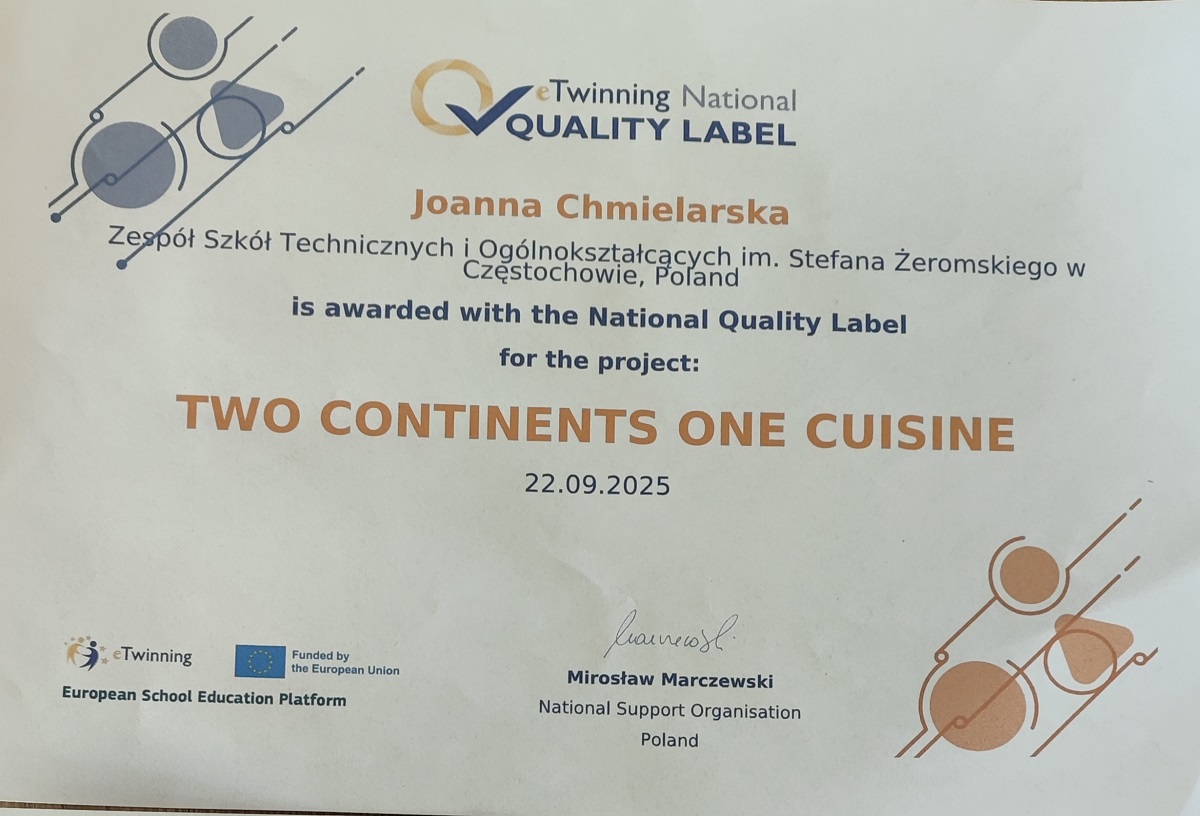 eTwinning National
QUALITY LABEL
Joanna Chmielarska
Zespół Szkół Technicznych i Ogólnokształcących im. Stefana Żeromskiego w
Częstochowie, Poland
is awarded with the National Quality Label
for the project:
TWO CONTINENTS ONE CUISINE
22.09.2025
eTwinning
Funded by
the European Union
European School Education Platform
Mirosław Marczewski
National Support Organisation
Poland